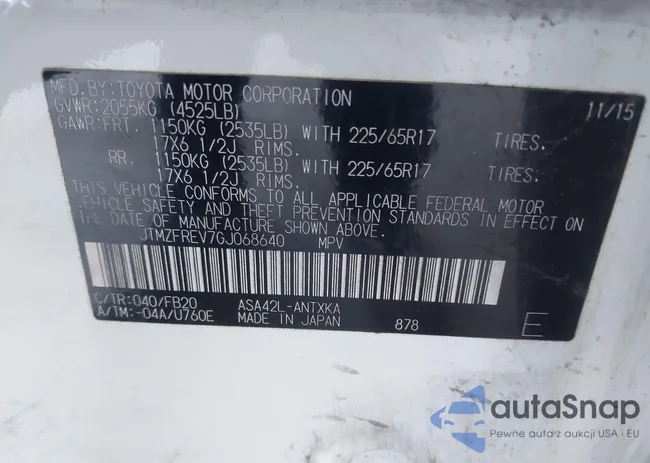 MFD.BY:TOYOTA MOTOR CORPORATION 11/15
GVWR:2055KG (4525LB)
GAWR:FRT. 1150KG (2535LB) WITH 225/65R17 TIRES.
17X6 1/2J RIMS.
RR. 1150KG (2535LB) WITH 225/65R17 TIRES.
17X6 1/2J RIMS.
THIS VEHICLE CONFORMS TO ALL APPLICABLE FEDERAL MOTOR
VEHICLE SAFETY AND THEFT PREVENTION STANDARDS IN EFFECT ON
THE DATE OF MANUFACTURE SHOWN ABOVE.
JTMZFREV7GJ068640 MPV
C/TR:040/FB20 ASA42L-ANTXKA
A/TM:-04A/U760E MADE IN JAPAN 878 E
autaSnap
Pewne auta z aukcji USA i EU